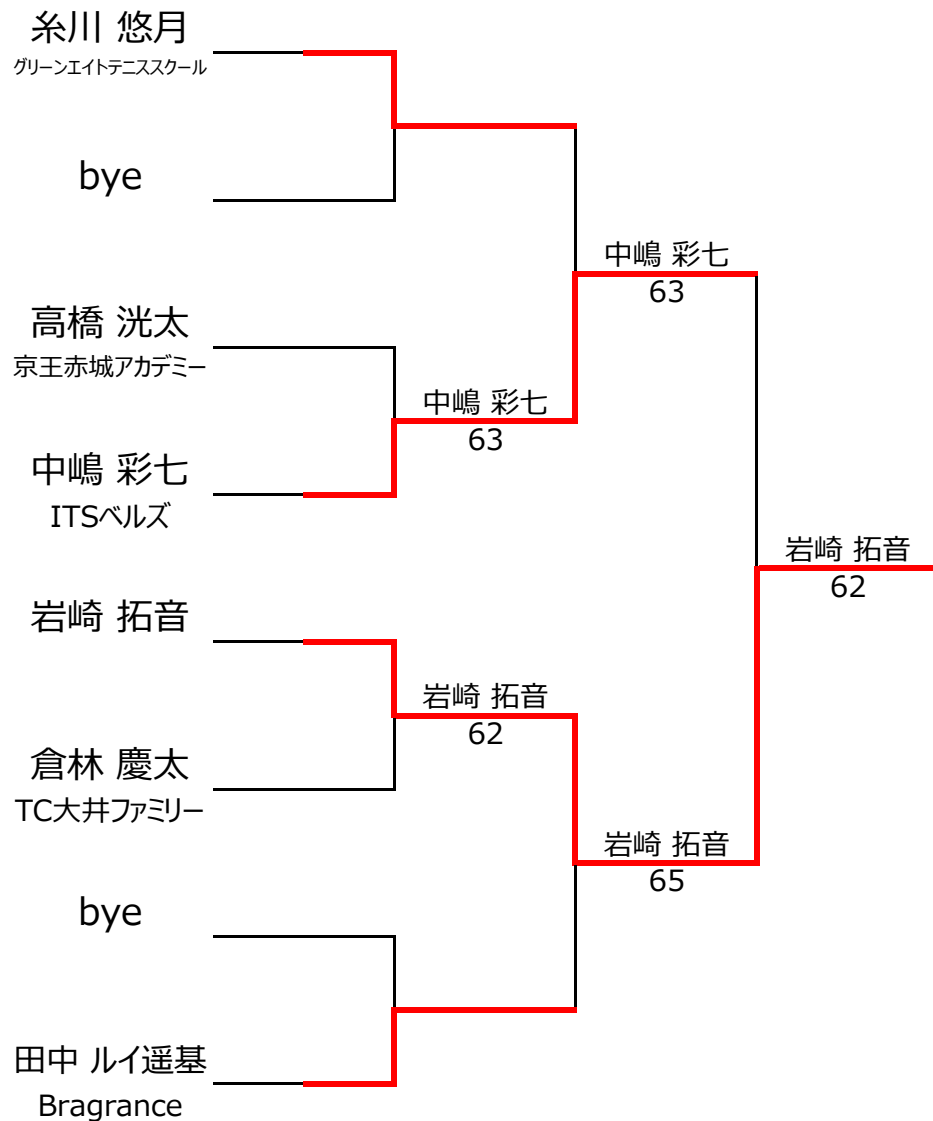 糸川 悠月
グリーンエイトテニススクール
bye
高橋 洸太
京王赤城アカデミー
中嶋 彩七
ITSベルズ
岩崎 拓音
倉林 慶太
TC大井ファミリー
bye
田中 ルイ遥基
Bragrance
中嶋 彩七
63
岩崎 拓音
62
中嶋 彩七
63
岩崎 拓音
65
岩崎 拓音
62